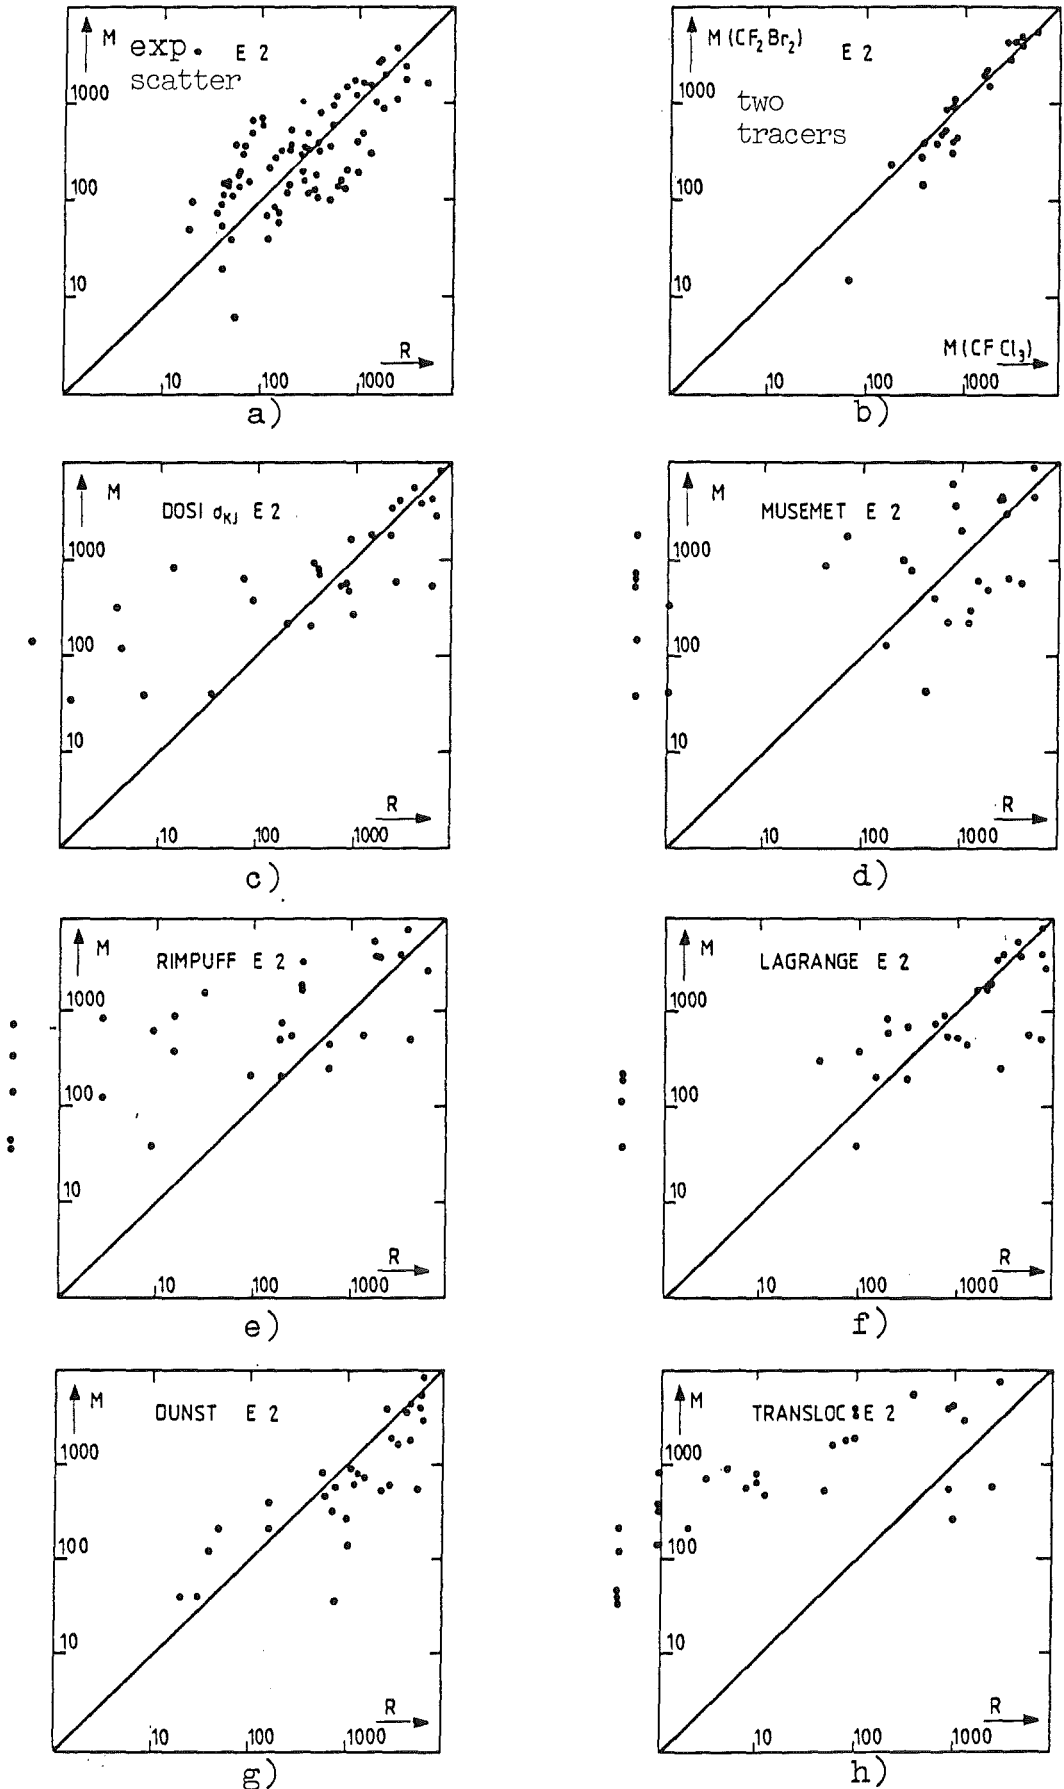 M exp. E 2
scatter
1000
100
10
R
10 100 1000
a)
M (CF₂Br₂) E 2
1000
two
tracers
100
10
M (CFCl₃)
10 100 1000
b)
M
DOSI σKJ E 2
1000
100
10
R
10 100 1000
c)
M
MUSEMET E 2
1000
100
10
R
10 100 1000
d)
M
RIMPUFF E 2
1000
100
10
R
10 100 1000
e)
M
LAGRANGE E 2
1000
100
10
R
10 100 1000
f)
M
DUNST E 2
1000
100
10
R
10 100 1000
g)
M
TRANSLOC E 2
1000
100
10
R
10 100 1000
h)